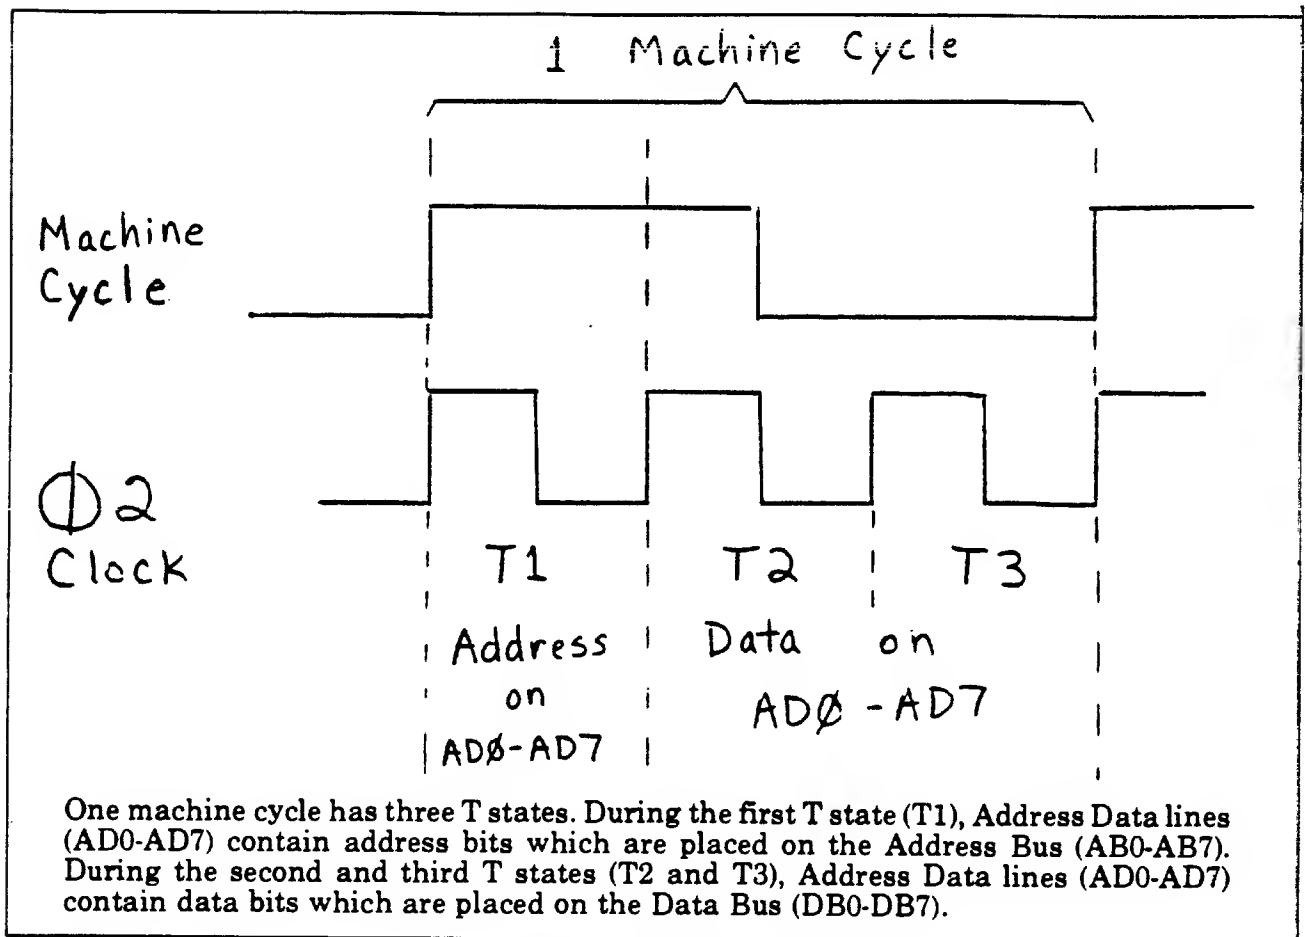 1 Machine Cycle
Machine
Cycle
Φ2
Clock
T1
T2
T3
Address
on
ADØ-AD7
Data on
ADØ-AD7
One machine cycle has three T states. During the first T state (T1), Address Data lines
(AD0-AD7) contain address bits which are placed on the Address Bus (AB0-AB7).
During the second and third T states (T2 and T3), Address Data lines (AD0-AD7)
contain data bits which are placed on the Data Bus (DB0-DB7).